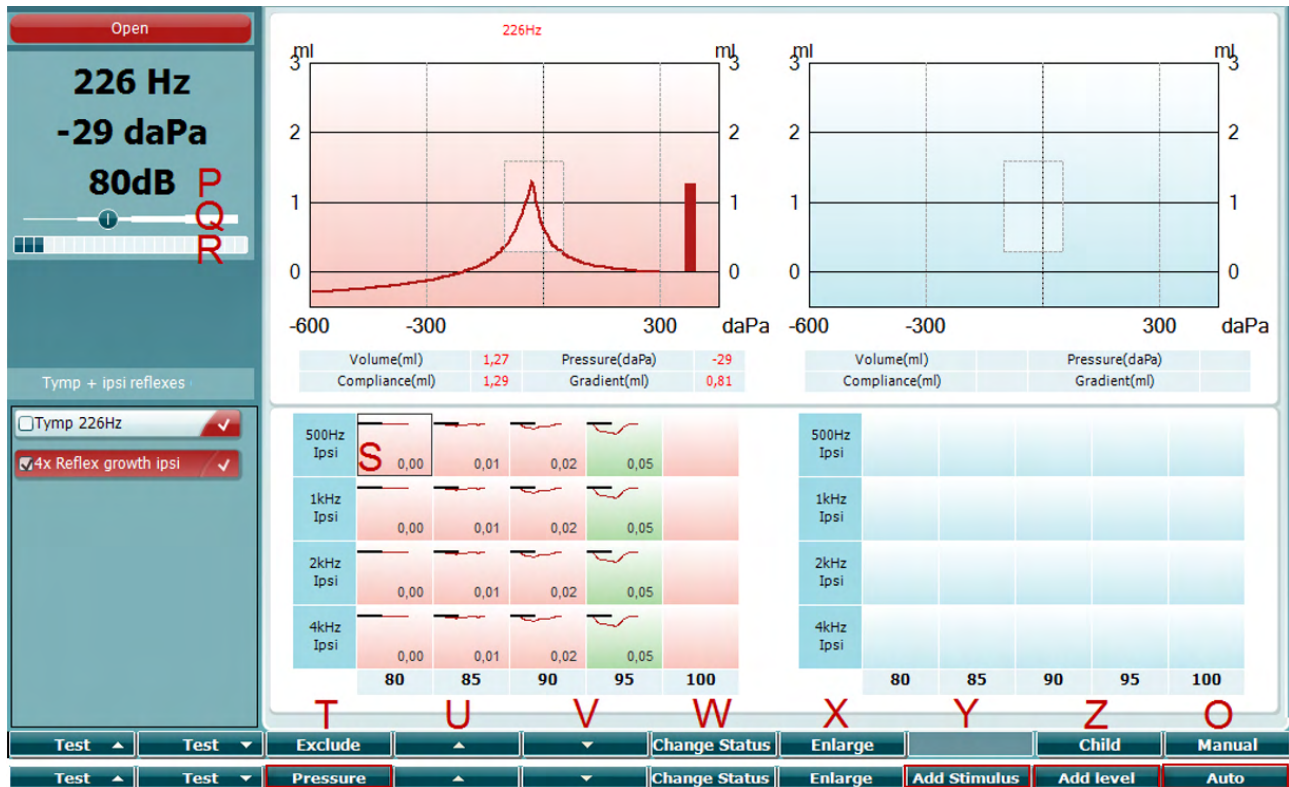 Open
226 Hz
-29 daPa
80dB P
Q
R
Tymp + ipsi reflexes
Tymp 226Hz
4x Reflex growth ipsi
226Hz
ml ml
3 3
2 2
1 1
0 0
-600 -300 300 daPa
Volume(ml) 1,27 Pressure(daPa) -29
Compliance(ml) 1,29 Gradient(ml) 0,81
ml ml
3 3
2 2
1 1
0 0
-600 -300 300 daPa
Volume(ml) Pressure(daPa)
Compliance(ml) Gradient(ml)
500Hz
Ipsi S 0,00 0,01 0,02 0,05
1kHz
Ipsi 0,00 0,01 0,02 0,05
2kHz
Ipsi 0,00 0,01 0,02 0,05
4kHz
Ipsi 0,00 0,01 0,02 0,05
80 85 90 95 100
500Hz
Ipsi
1kHz
Ipsi
2kHz
Ipsi
4kHz
Ipsi
80 85 90 95 100
T U V W X Y Z O
Test Test Exclude Change Status Enlarge Child Manual
Test Test Pressure Change Status Enlarge Add Stimulus Add level Auto